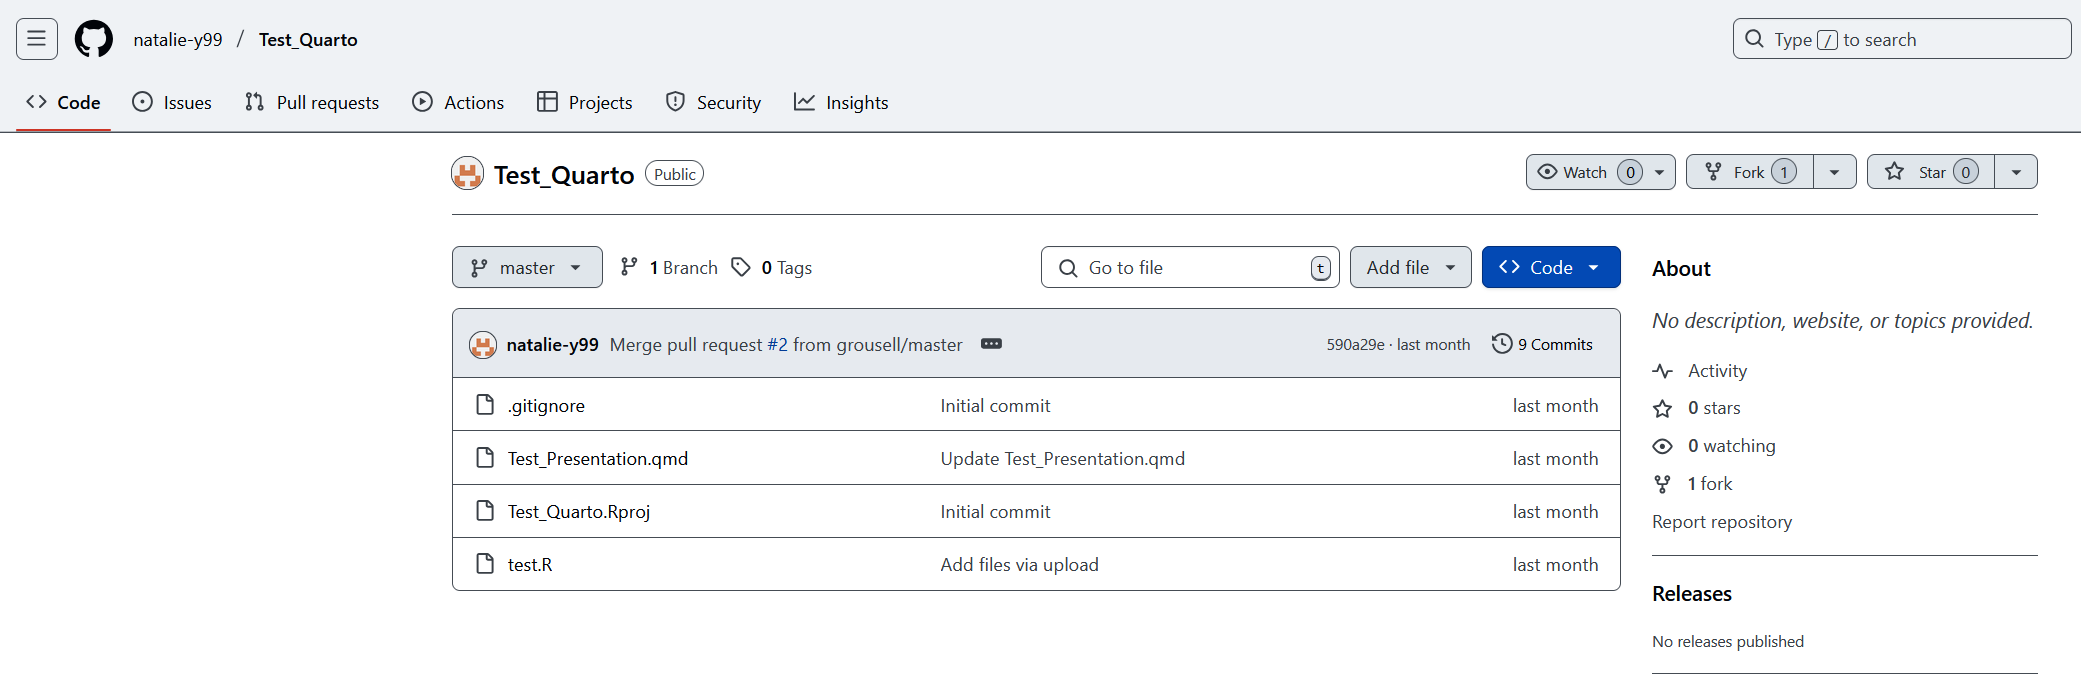 natalie-y99 / Test_Quarto
Type / to search
Code Issues Pull requests Actions Projects Security Insights
Test_Quarto Public
Watch 0 Fork 1 Star 0
master 1 Branch 0 Tags
Go to file t Add file Code
natalie-y99 Merge pull request #2 from grousell/master 590a29e · last month 9 Commits
.gitignore Initial commit last month
Test_Presentation.qmd Update Test_Presentation.qmd last month
Test_Quarto.Rproj Initial commit last month
test.R Add files via upload last month
About
No description, website, or topics provided.
Activity
0 stars
0 watching
1 fork
Report repository
Releases
No releases published